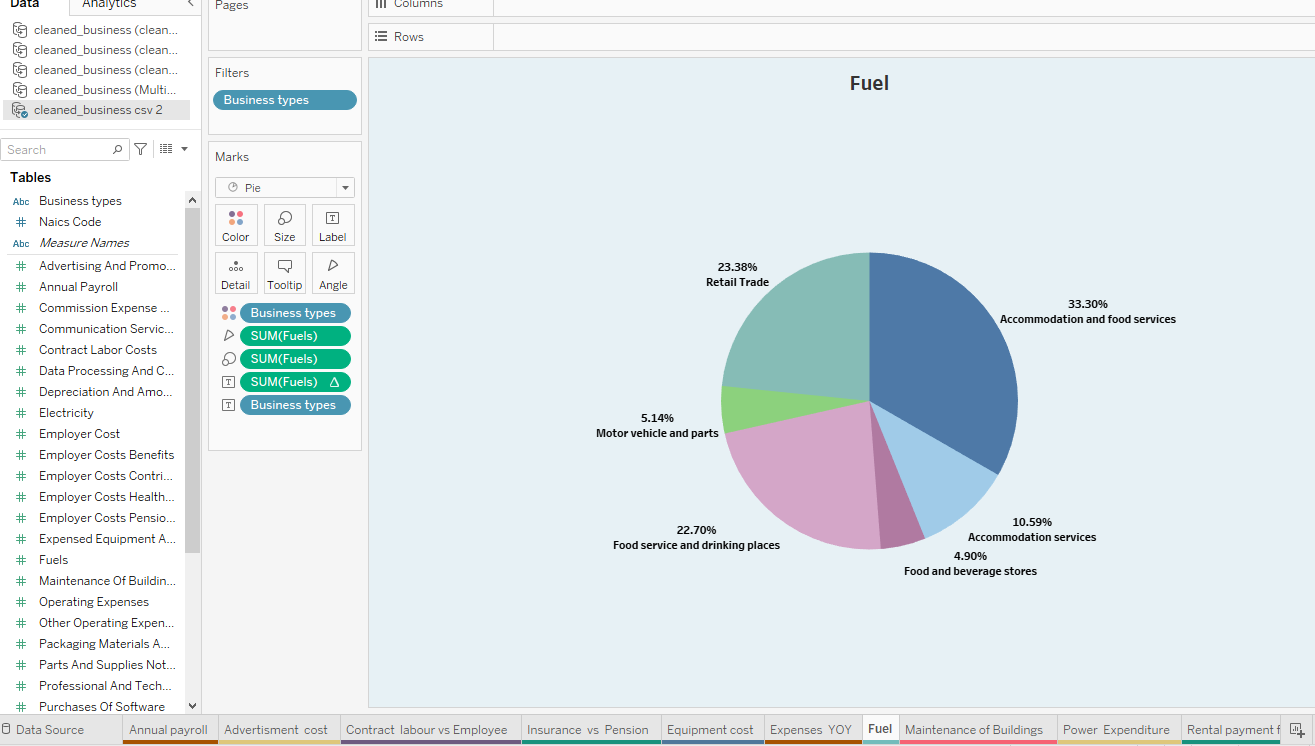 Data
Analytics
Pages
Columns
cleaned_business (clean...
cleaned_business (clean...
cleaned_business (clean...
cleaned_business (Multi...
cleaned_business csv 2
Rows
Filters
Business types
Search
Tables
Abc Business types
# Naics Code
Abc Measure Names
# Advertising And Promo...
# Annual Payroll
# Commission Expense ...
# Communication Servic...
# Contract Labor Costs
# Data Processing And C...
# Depreciation And Amo...
# Electricity
# Employer Cost
# Employer Costs Benefits
# Employer Costs Contri...
# Employer Costs Health...
# Employer Costs Pensio...
# Expensed Equipment A...
# Fuels
# Maintenance Of Buildin...
# Operating Expenses
# Other Operating Expen...
# Packaging Materials A...
# Parts And Supplies Not...
# Professional And Tech...
# Purchases Of Software
Marks
Pie
Color Size T Label
Detail Tooltip Angle
Business types
SUM(Fuels)
SUM(Fuels)
T SUM(Fuels) Δ
T Business types
Fuel
23.38%
Retail Trade
33.30%
Accommodation and food services
5.14%
Motor vehicle and parts
22.70%
Food service and drinking places
10.59%
Accommodation services
4.90%
Food and beverage stores
Data Source Annual payroll Advertisment cost Contract labour vs Employee Insurance vs Pension Equipment cost Expenses YOY Fuel Maintenance of Buildings Power Expenditure Rental payment f